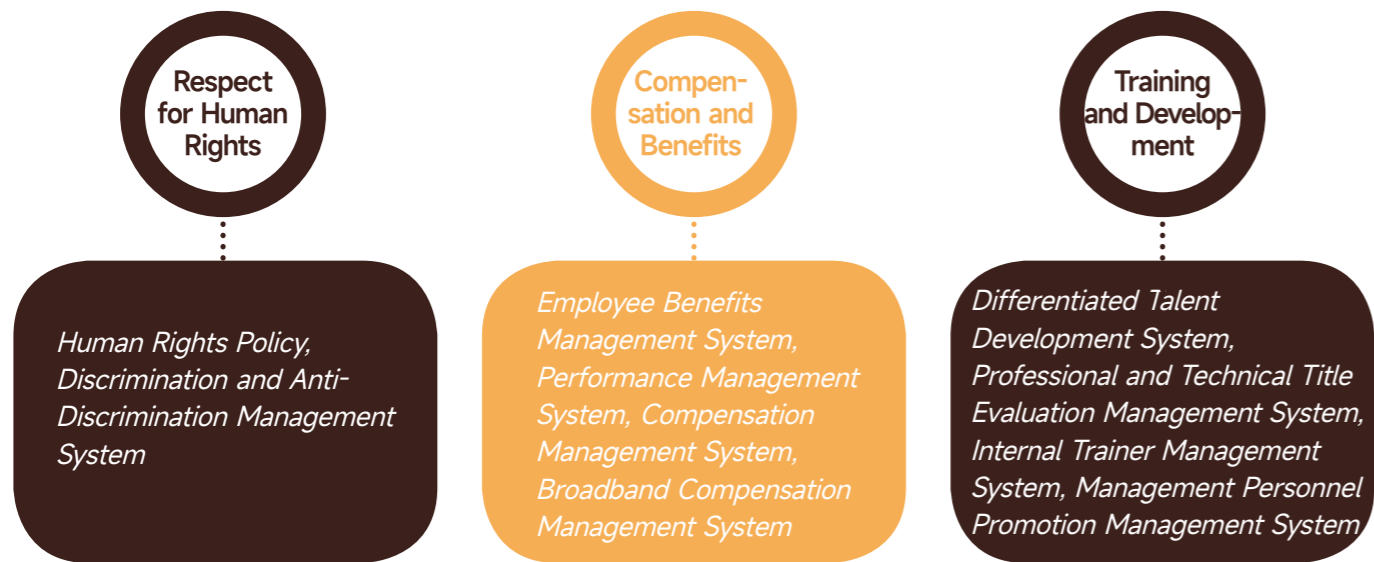 Respect
for Human
Rights
Human Rights Policy,
Discrimination and Anti-
Discrimination Management
System
Compen-
sation and
Benefits
Employee Benefits
Management System,
Performance Management
System, Compensation
Management System,
Broadband Compensation
Management System
Training
and Develop-
ment
Differentiated Talent
Development System,
Professional and Technical Title
Evaluation Management System,
Internal Trainer Management
System, Management Personnel
Promotion Management System